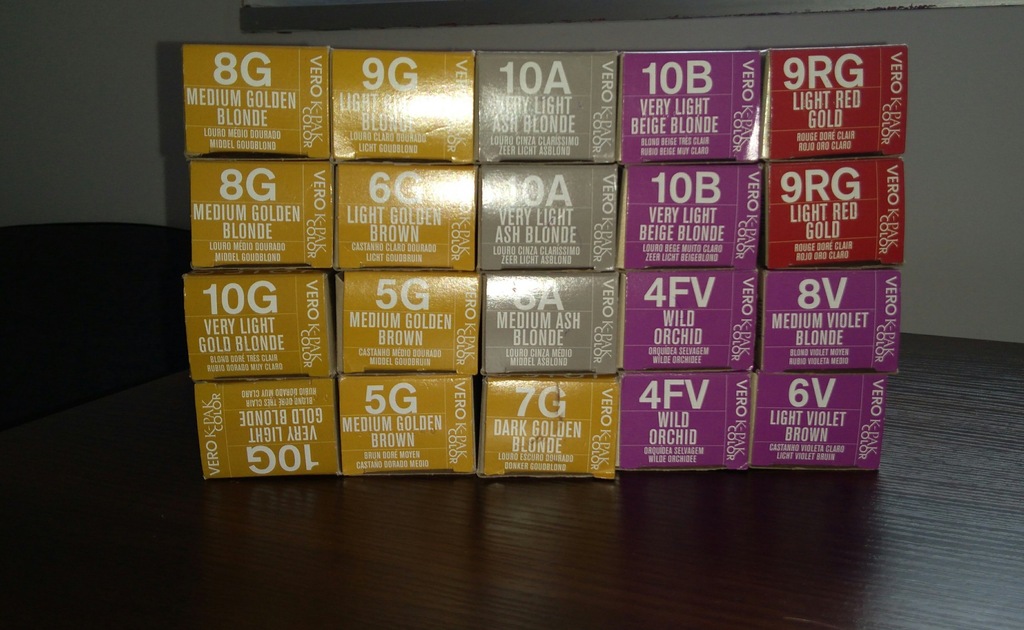 8G
MEDIUM GOLDEN
BLONDE
LOURO MÉDIO DOURADO
MIDDEL GOUDBLOND
VERO K-PAK
COLOR
9G
LIGHT
LOURO CLARO DOURADO
LICHT GOUDBLOND
VERO K-PAK
COLOR
10A
VERY LIGHT
ASH BLONDE
LOURO CINZA CLARISSIMO
ZEER LICHT ASBLOND
VERO K-PAK
COLOR
10B
VERY LIGHT
BEIGE BLONDE
BLOND BEIGE TRÈS CLAIR
RUBIO BEIGE MUY CLARO
VERO K-PAK
COLOR
9RG
LIGHT RED
GOLD
ROUGE DORÉ CLAIR
ROJO ORO CLARO
VERO K-PAK
COLOR
8G
MEDIUM GOLDEN
BLONDE
LOURO MÉDIO DOURADO
MIDDEL GOUDBLOND
VERO K-PAK
COLOR
6G
LIGHT GOLDEN
BROWN
CASTANHO CLARO DOURADO
LICHT GOUDBRUIN
VERO K-PAK
COLOR
10A
VERY LIGHT
ASH BLONDE
LOURO CINZA CLARISSIMO
ZEER LICHT ASBLOND
VERO K-PAK
COLOR
10B
VERY LIGHT
BEIGE BLONDE
LOURO BEGE MUITO CLARO
ZEER LICHT BEIGEBLOND
VERO K-PAK
COLOR
9RG
LIGHT RED
GOLD
ROUGE DORÉ CLAIR
ROJO ORO CLARO
VERO K-PAK
COLOR
10G
VERY LIGHT
GOLD BLONDE
BLOND DORÉ TRÈS CLAIR
RUBIO DORADO MUY CLARO
VERO K-PAK
COLOR
5G
MEDIUM GOLDEN
BROWN
CASTANHO MÉDIO DOURADO
MIDDEL GOUDBRUIN
VERO K-PAK
COLOR
8A
MEDIUM ASH
BLONDE
LOURO CINZA MÉDIO
MIDDEL ASBLOND
VERO K-PAK
COLOR
4FV
WILD
ORCHID
ORQUÍDEA SELVAGEM
WILDE ORCHIDEE
VERO K-PAK
COLOR
8V
MEDIUM VIOLET
BLONDE
BLOND VIOLET MOYEN
RUBIO VIOLETA MEDIO
VERO K-PAK
COLOR
10G
VERY LIGHT
GOLD BLONDE
BLOND DORÉ TRÈS CLAIR
RUBIO DORADO MUY CLARO
VERO K-PAK
COLOR
5G
MEDIUM GOLDEN
BROWN
BRUN DORÉ MOYEN
CASTAÑO DORADO MEDIO
VERO K-PAK
COLOR
7G
DARK GOLDEN
BLONDE
LOURO ESCURO DOURADO
DONKER GOUDBLOND
VERO K-PAK
COLOR
4FV
WILD
ORCHID
ORQUÍDEA SELVAGEM
WILDE ORCHIDEE
VERO K-PAK
COLOR
6V
LIGHT VIOLET
BROWN
CASTANHO VIOLETA CLARO
LICHT VIOLET BRUIN
VERO K-PAK
COLOR